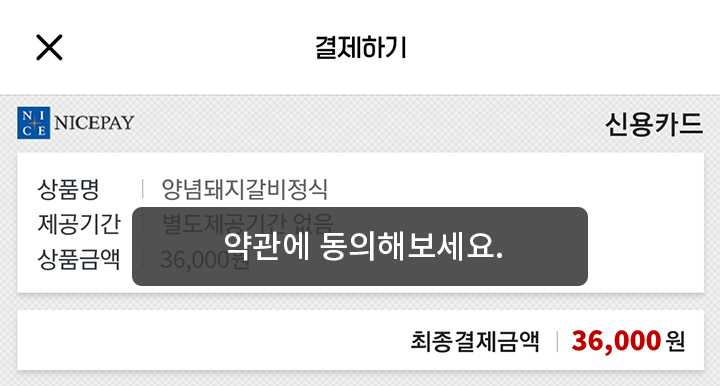 결제하기
NICE NICEPAY
신용카드
상품명 양념돼지갈비정식
제공기간 별도제공기간 없음
약관에 동의해보세요.
상품금액 36,000원
최종결제금액 36,000원